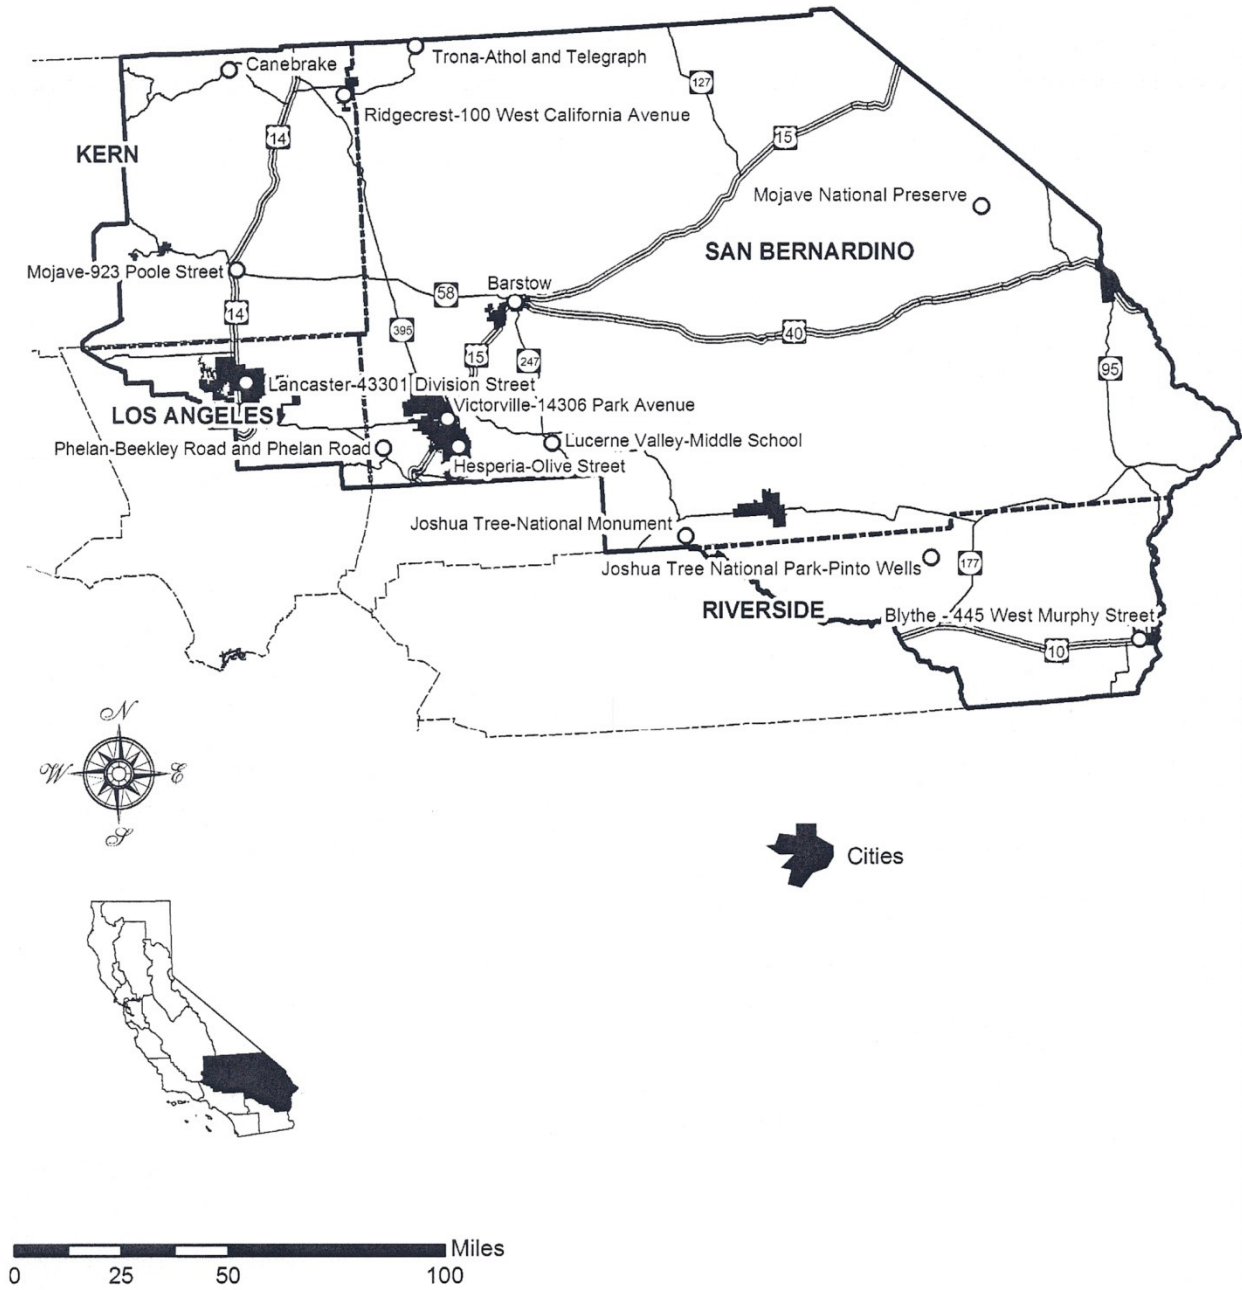 Canebrake
Trona-Athol and Telegraph
127
Ridgecrest-100 West California Avenue
14
15
KERN
Mojave National Preserve
SAN BERNARDINO
Mojave-923 Poole Street
Barstow
58
14
395
40
15
247
95
Lancaster-43301 Division Street
LOS ANGELES
Victorville-14306 Park Avenue
Phelan-Beekley Road and Phelan Road
Lucerne Valley-Middle School
Hesperia-Olive Street
Joshua Tree-National Monument
Joshua Tree National Park-Pinto Wells
177
RIVERSIDE
Blythe - 445 West Murphy Street
10
N
W
E
S
Cities
Miles
0 25 50 100